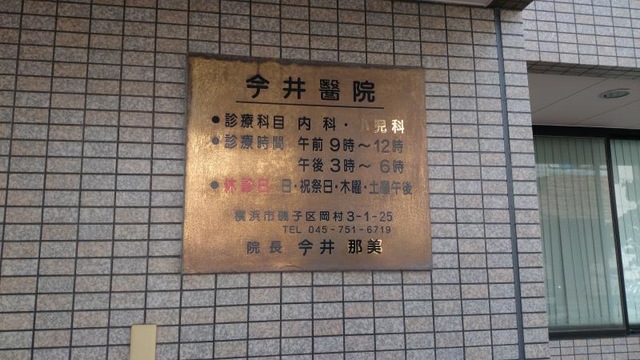 今井醫院
●診療科目 内科・小児科
●診療時間 午前9時～12時
午後3時～6時
●休診日 日・祝祭日・木曜・土曜午後
横浜市磯子区岡村3-1-25
TEL 045-751-6719
院長 今井 那美